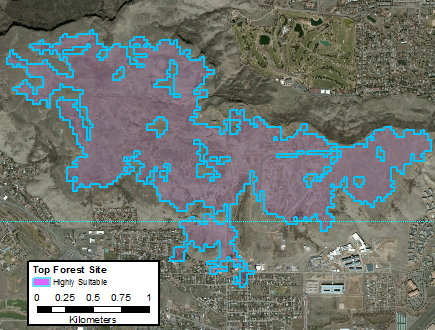 Top Forest Site
Highly Suitable
0 0.25 0.5 0.75 1
Kilometers